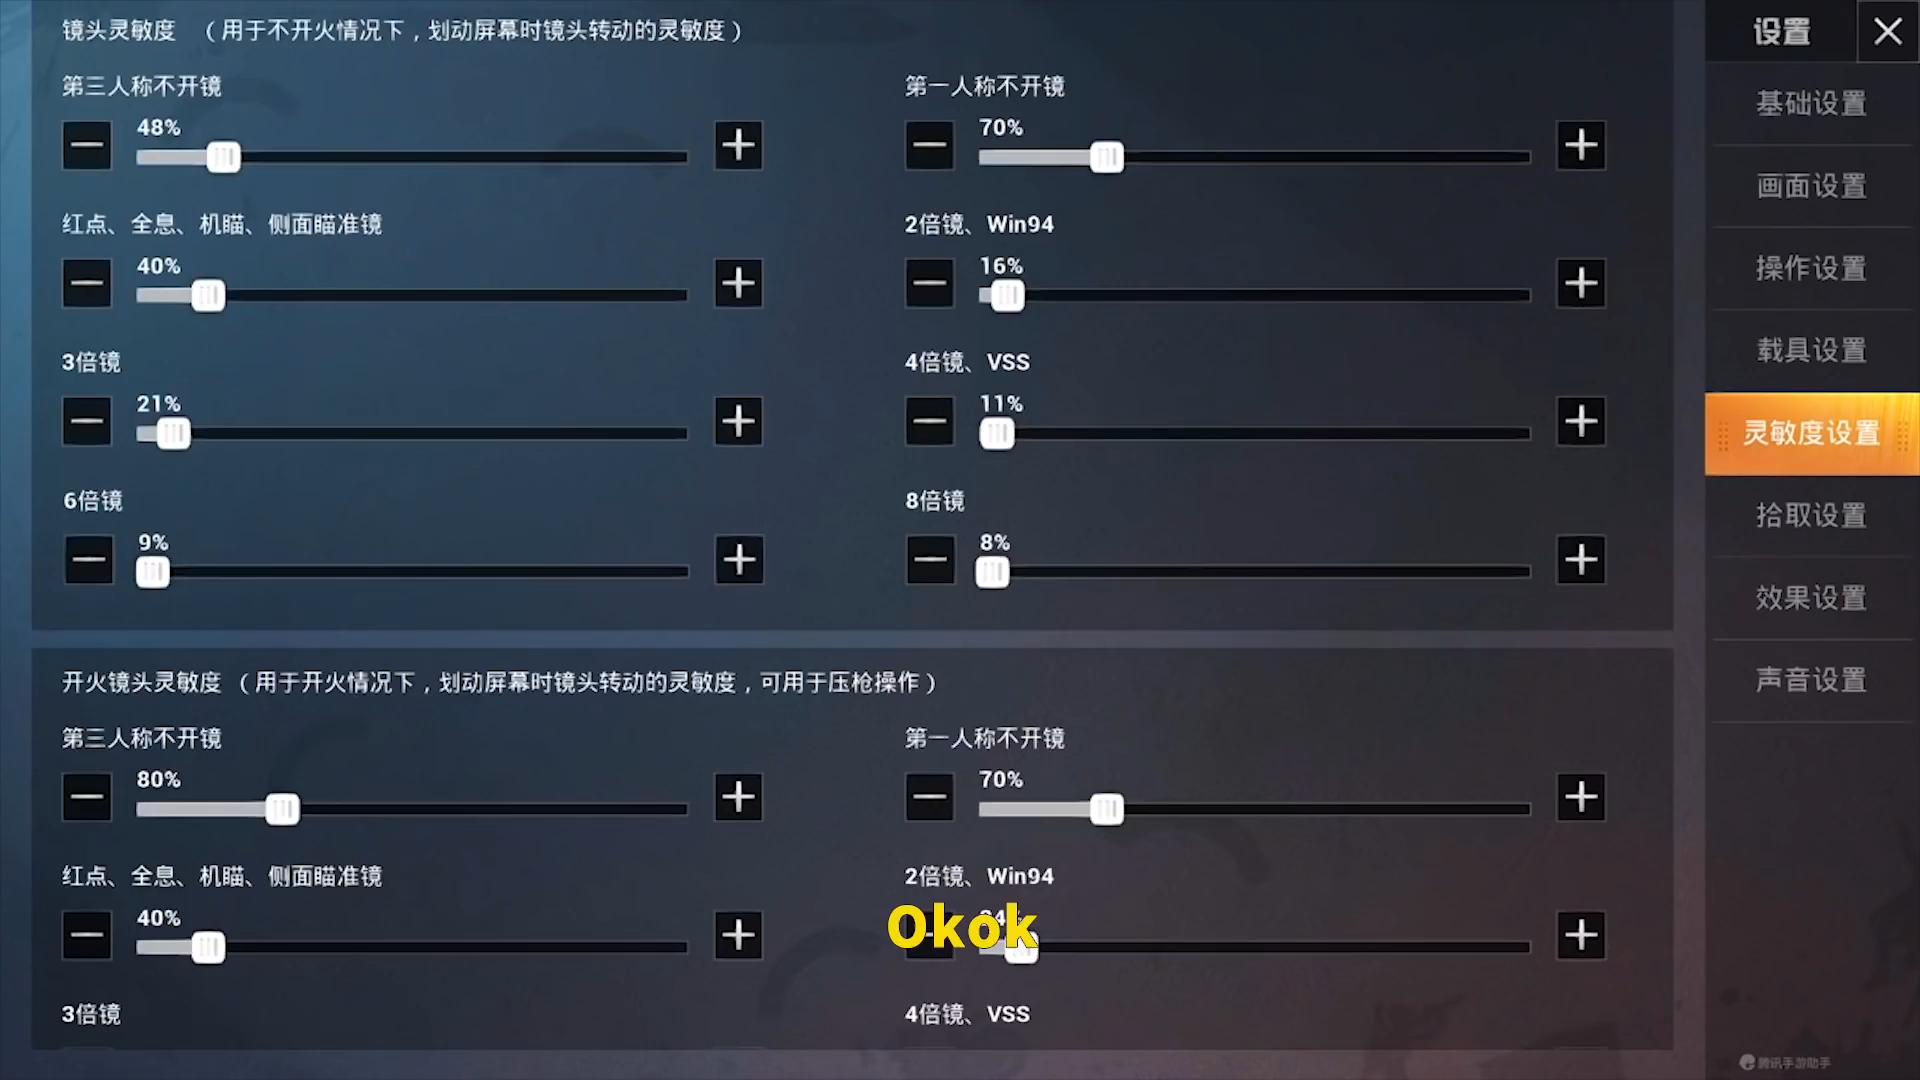 镜头灵敏度 （用于不开火情况下，划动屏幕时镜头转动的灵敏度）
设置
第三人称不开镜
第一人称不开镜
48%
70%
红点、全息、机瞄、侧面瞄准镜
2倍镜、Win94
40%
16%
3倍镜
4倍镜、VSS
21%
11%
6倍镜
8倍镜
9%
8%
开火镜头灵敏度 （用于开火情况下，划动屏幕时镜头转动的灵敏度，可用于压枪操作）
第三人称不开镜
第一人称不开镜
80%
70%
红点、全息、机瞄、侧面瞄准镜
2倍镜、Win94
40%
Okok
3倍镜
4倍镜、VSS
基础设置
画面设置
操作设置
载具设置
灵敏度设置
拾取设置
效果设置
声音设置
腾讯手游助手